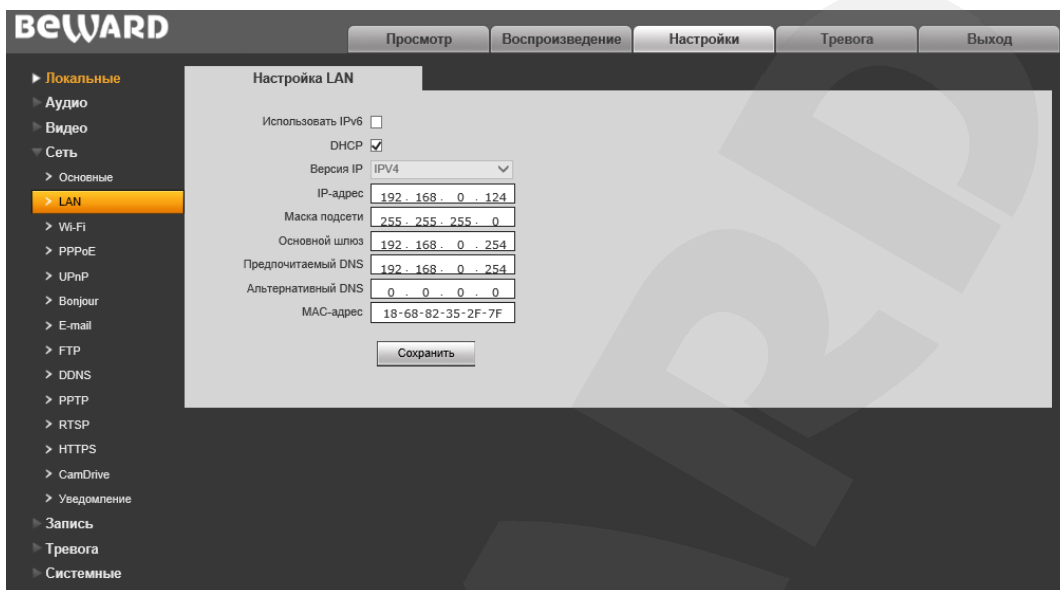 BEWARD
Просмотр
Воспроизведение
Настройки
Тревога
Выход
Локальные
Аудио
Видео
Сеть
Основные
LAN
Wi-Fi
PPPoE
UPnP
Bonjour
E-mail
FTP
DDNS
PPTP
RTSP
HTTPS
CamDrive
Уведомление
Запись
Тревога
Системные
Настройка LAN
Использовать IPv6
DHCP
Версия IP IPV4
IP-адрес 192 . 168 . 0 . 124
Маска подсети 255 . 255 . 255 . 0
Основной шлюз 192 . 168 . 0 . 254
Предпочитаемый DNS 192 . 168 . 0 . 254
Альтернативный DNS 0 . 0 . 0 . 0
MAC-адрес 18-68-82-35-2F-7F
Сохранить